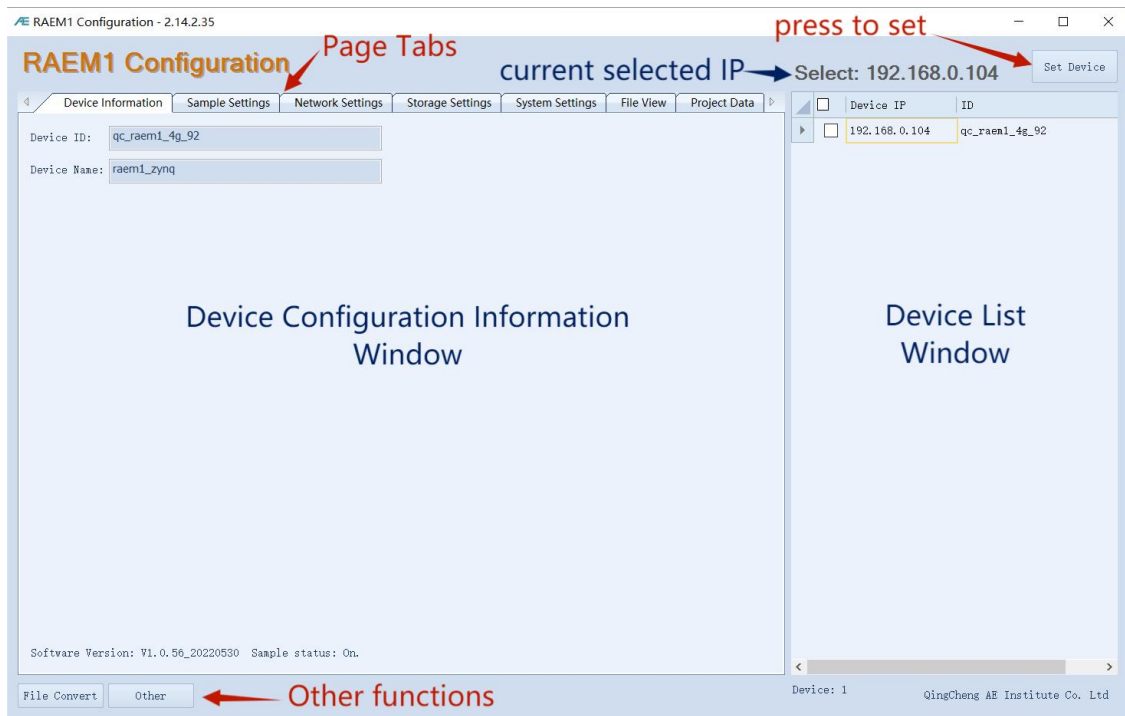 RAEM1 Configuration - 2.14.2.35
press to set
RAEM1 Configuration
Page Tabs
current selected IP
Select: 192.168.0.104
Set Device
Device Information
Sample Settings
Network Settings
Storage Settings
System Settings
File View
Project Data
Device IP
ID
Device ID:
qc_raem1_4g_92
192.168.0.104
qc_raem1_4g_92
Device Name:
raem1_zynq
Device Configuration Information
Window
Device List
Window
Software Version: V1.0.56_20220530 Sample status: On.
File Convert
Other
Other functions
Device: 1
QingCheng AE Institute Co. Ltd